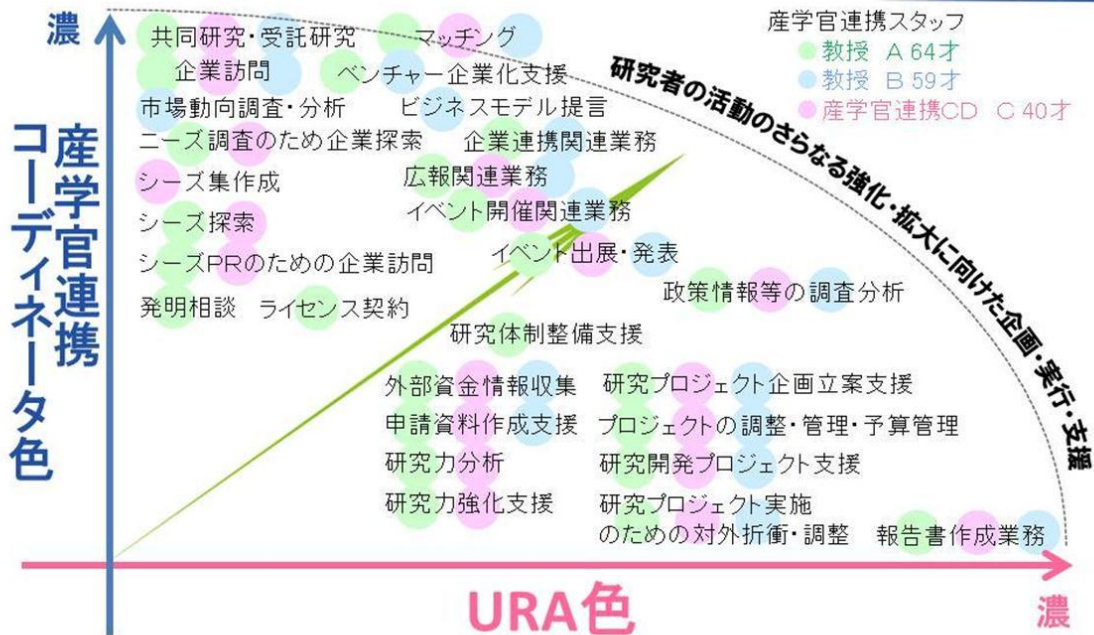 濃
産学官連携
コーディネータ色
産学官連携スタッフ
教授 A 64才
教授 B 59才
産学官連携CD C 40才
共同研究・受託研究
マッチング
企業訪問
ベンチャー企業化支援
市場動向調査・分析
ビジネスモデル提言
ニーズ調査のため企業探索
企業連携関連業務
シーズ集作成
広報関連業務
シーズ探索
イベント開催関連業務
シーズPRのための企業訪問
イベント出展・発表
発明相談
ライセンス契約
政策情報等の調査分析
研究体制整備支援
外部資金情報収集
研究プロジェクト企画立案支援
申請資料作成支援
プロジェクトの調整・管理・予算管理
研究力分析
研究開発プロジェクト支援
研究力強化支援
研究プロジェクト実施
のための対外折衝・調整
報告書作成業務
研究者の活動のさらなる強化・拡大に向けた企画・実行・支援
URA色
濃